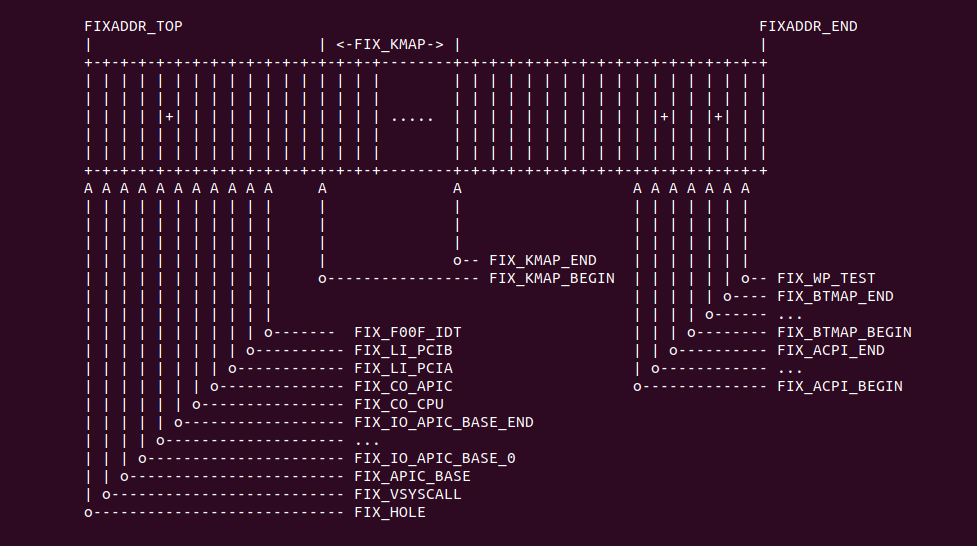 FIXADDR_TOP                                                                FIXADDR_END
|                         | <-FIX_KMAP-> |                                 |
+-+-+-+-+-+-+-+-+-+-+-+-+-+-+-+-+--------+-+-+-+-+-+-+-+-+-+-+-+-+-+-+-+-+-+
| | | | | | | | | | | | | | | | |        | | | | | | | | | | | | | | | | | |
| | | | | | | | | | | | | | | | |        | | | | | | | | | | | | | | | | | |
| | | | |+| | | | | | | | | | | | .....  | | | | | | | | | | | |+| | |+| | |
| | | | | | | | | | | | | | | | |        | | | | | | | | | | | | | | | | | |
| | | | | | | | | | | | | | | | |        | | | | | | | | | | | | | | | | | |
+-+-+-+-+-+-+-+-+-+-+-+-+-+-+-+-+--------+-+-+-+-+-+-+-+-+-+-+-+-+-+-+-+-+-+
A A A A A A A A A A A     A              A                   A A A A A A A
| | | | | | | | | | |     |              |                   | | | | | | |
| | | | | | | | | | |     |              |                   | | | | | | |
| | | | | | | | | | |     |              |                   | | | | | | |
| | | | | | | | | | |     |              o-- FIX_KMAP_END    | | | | | | |
| | | | | | | | | | |     o----------------- FIX_KMAP_BEGIN  | | | | | | o-- FIX_WP_TEST
| | | | | | | | | | |                                        | | | | | o---- FIX_BTMAP_END
| | | | | | | | | | |                                        | | | | o------ ...
| | | | | | | | | | o-------  FIX_F00F_IDT                   | | | o-------- FIX_BTMAP_BEGIN
| | | | | | | | | o---------- FIX_LI_PCIB                    | | o---------- FIX_ACPI_END
| | | | | | | | o------------ FIX_LI_PCIA                    | o------------ ...
| | | | | | | o-------------- FIX_CO_APIC                    o-------------- FIX_ACPI_BEGIN
| | | | | | o---------------- FIX_CO_CPU
| | | | | o------------------ FIX_IO_APIC_BASE_END
| | | | o-------------------- ...
| | | o---------------------- FIX_IO_APIC_BASE_0
| | o------------------------ FIX_APIC_BASE
| o-------------------------- FIX_VSYSCALL
o---------------------------- FIX_HOLE